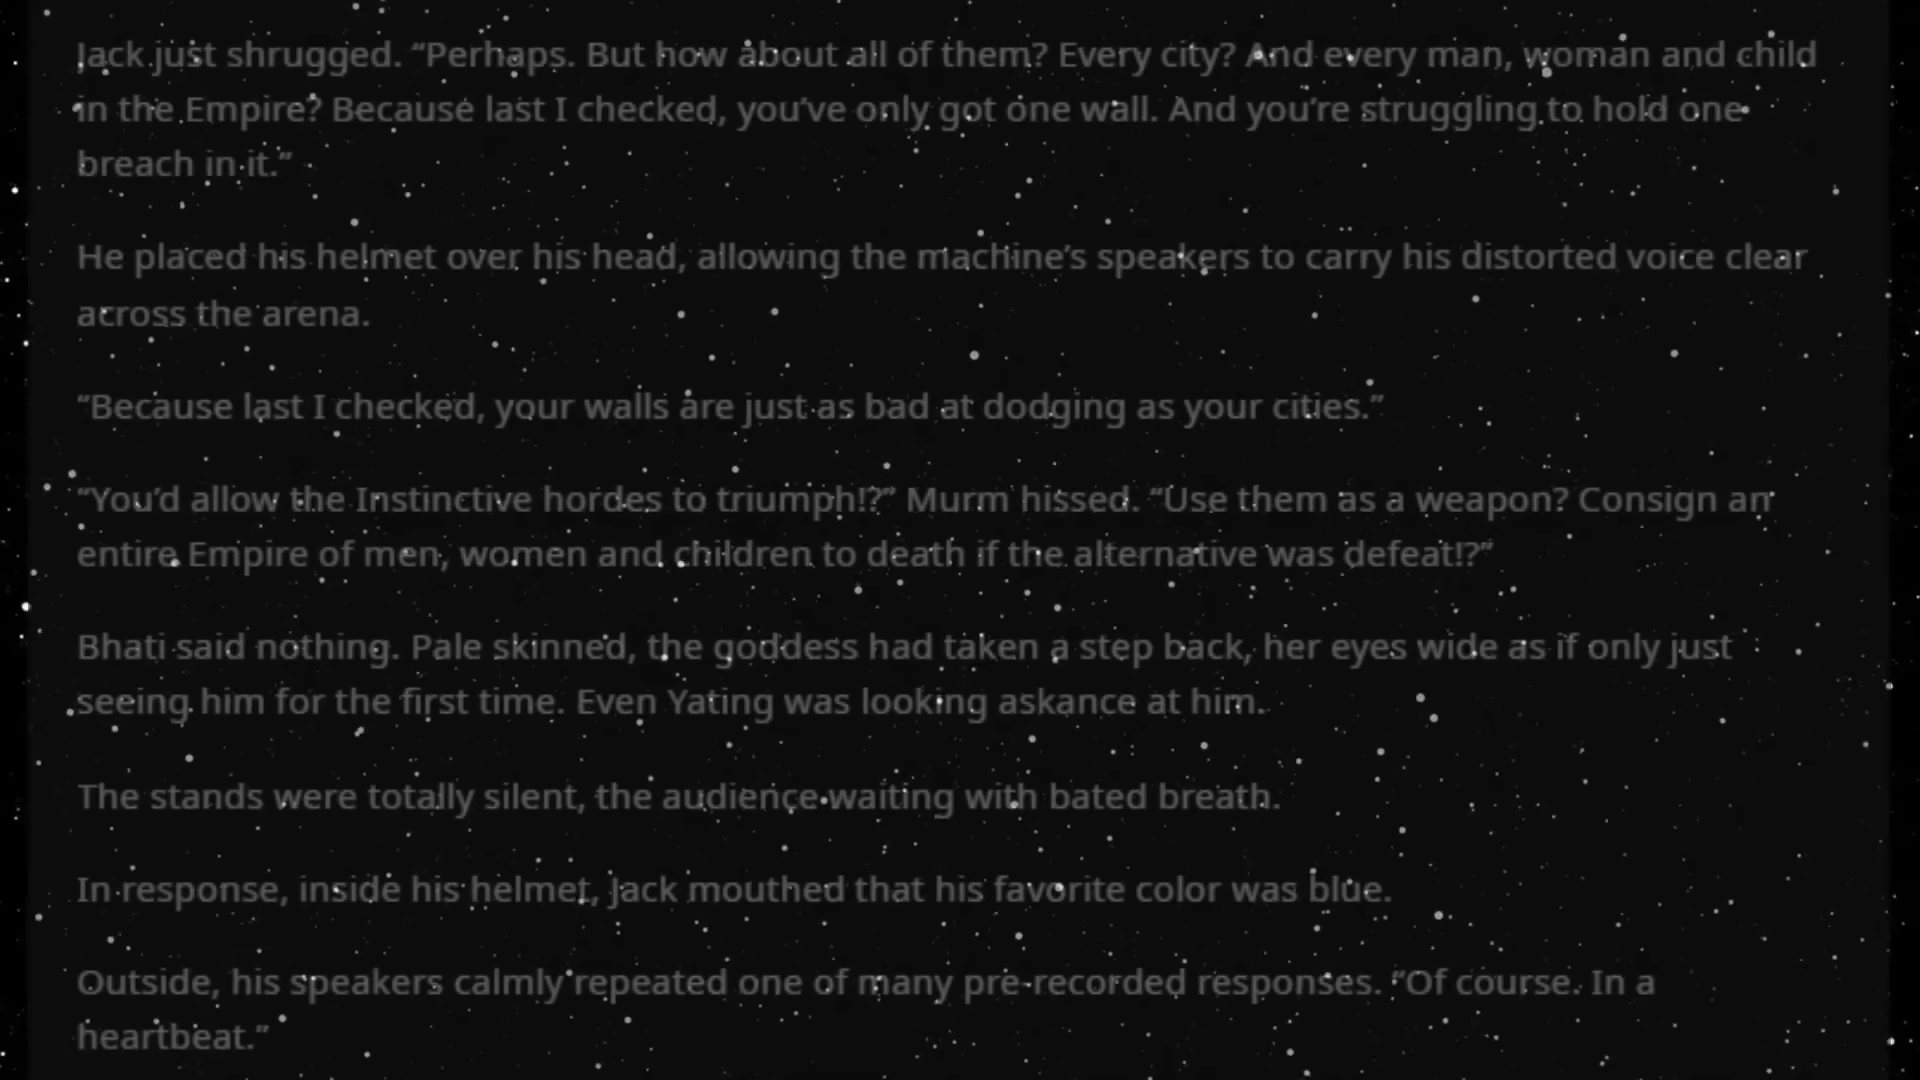 Jack just shrugged. “Perhaps. But how about all of them? Every city? And every man, woman and child
in the Empire? Because last I checked, you’ve only got one wall. And you’re struggling to hold one
breach in it.”
He placed his helmet over his head, allowing the machine’s speakers to carry his distorted voice clear
across the arena.
“Because last I checked, your walls are just as bad at dodging as your cities.”
“You’d allow the Instinctive hordes to triumph!?” Murm hissed. “Use them as a weapon? Consign an
entire Empire of men, women and children to death if the alternative was defeat!?”
Bhati said nothing. Pale skinned, the goddess had taken a step back, her eyes wide as if only just
seeing him for the first time. Even Yating was looking askance at him.
The stands were totally silent, the audience waiting with bated breath.
In response, inside his helmet, Jack mouthed that his favorite color was blue.
Outside, his speakers calmly repeated one of many pre-recorded responses. “Of course. In a
heartbeat.”